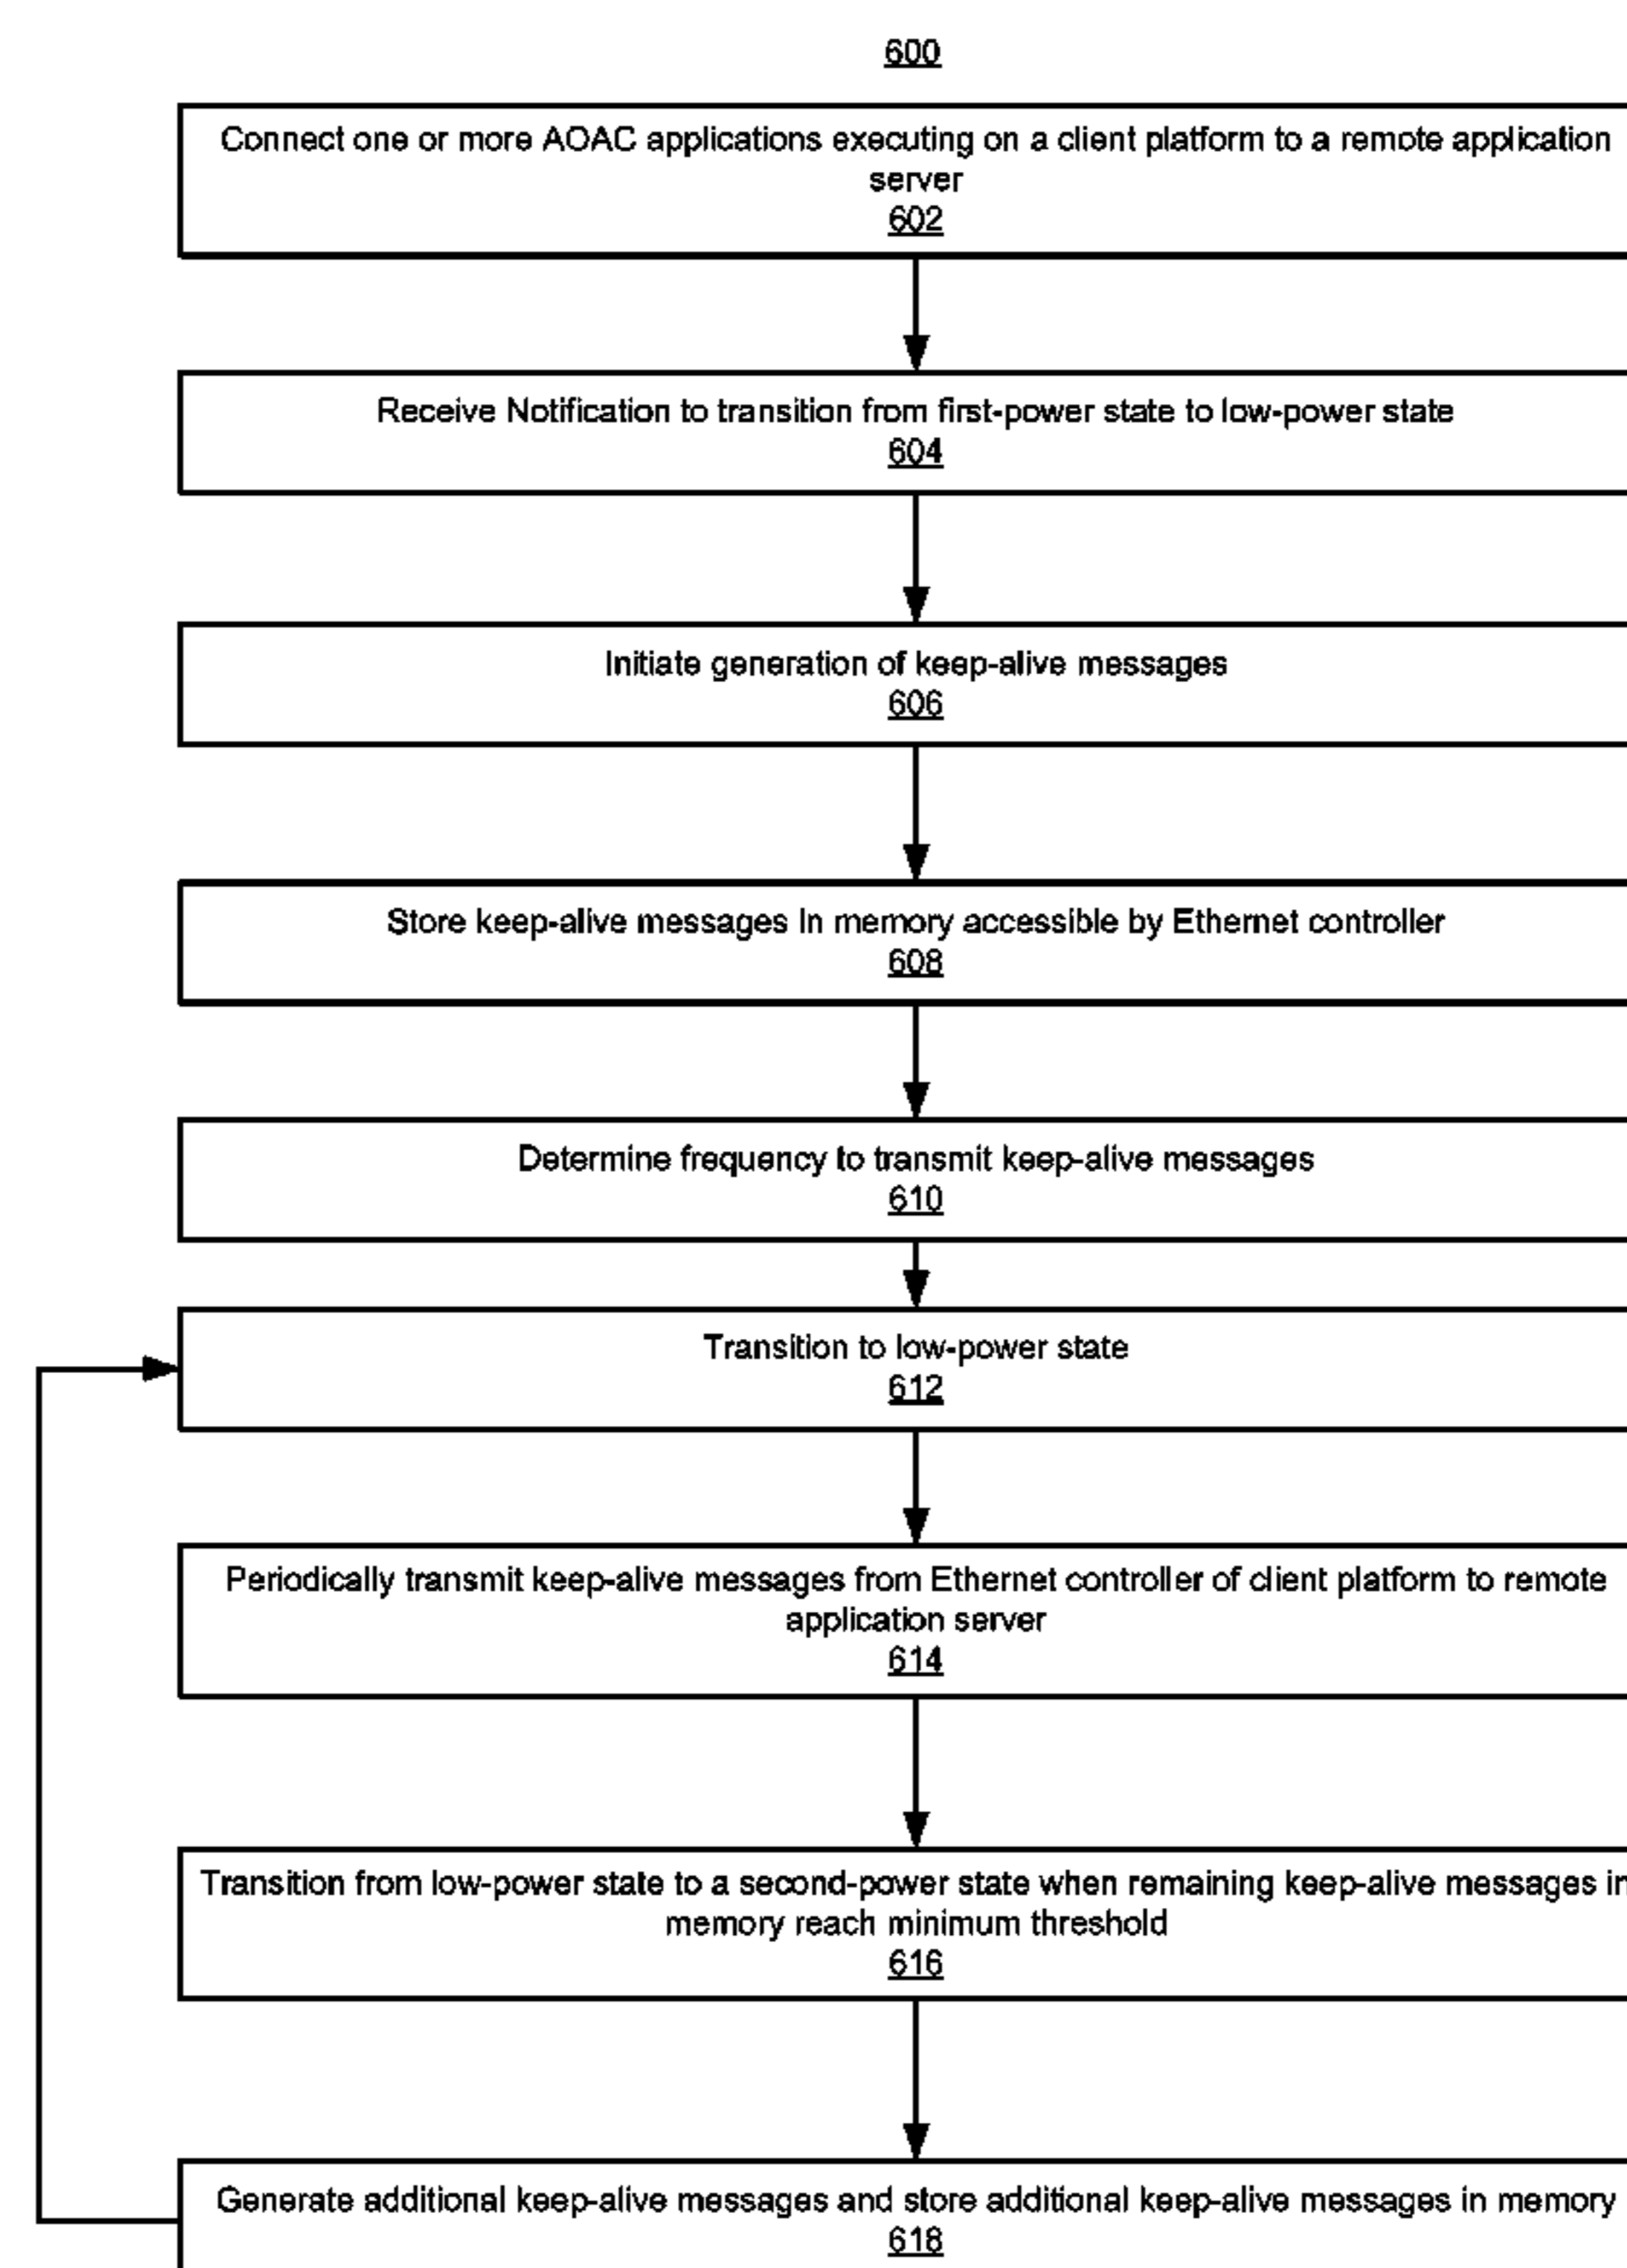 600
Connect one or more AOAC applications executing on a client platform to a remote application
server
602
Receive Notification to transition from first-power state to low-power state
604
Initiate generation of keep-alive messages
606
Store keep-alive messages In memory accessible by Ethernet controller
608
Determine frequency to transmit keep-alive messages
610
Transition to low-power state
612
Periodically transmit keep-alive messages from Ethernet controller of client platform to remote
application server
614
Transition from low-power state to a second-power state when remaining keep-alive messages in
memory reach minimum threshold
616
Generate additional keep-alive messages and store additional keep-alive messages in memory
618